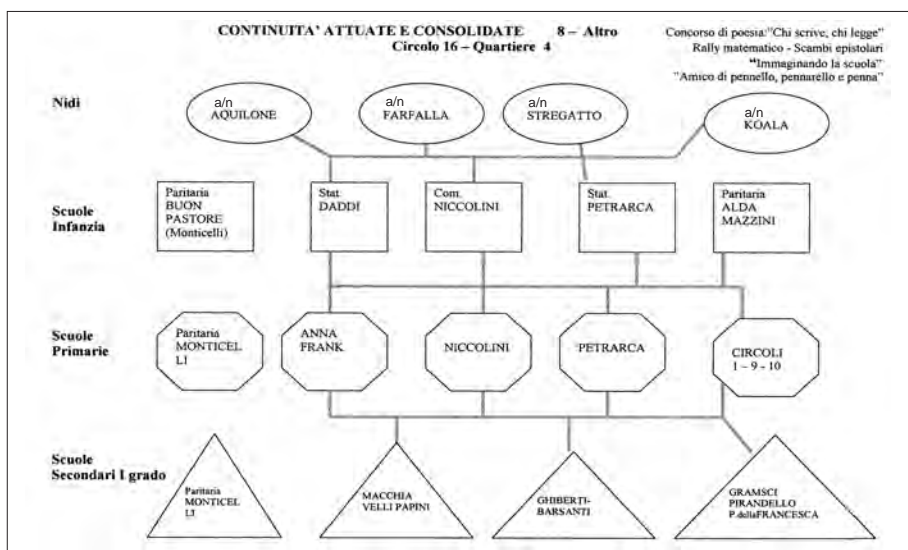 CONTINUITA' ATTUATE E CONSOLIDATE 8 – Altro
Circolo 16 – Quartiere 4
Concorso di poesia:"Chi scrive, chi legge"
Rally matematico - Scambi epistolari
"Immaginando la scuola"
"Amico di pennello, pennarello e penna"
Nidi
a/n
AQUILONE
a/n
FARFALLA
a/n
STREGATTO
a/n
KOALA
Scuole
Infanzia
Paritaria
BUON
PASTORE
(Monticelli)
Stat.
DADDI
Com.
NICCOLINI
Stat.
PETRARCA
Paritaria
ALDA
MAZZINI
Scuole
Primarie
Paritaria
MONTICEL
LI
ANNA
FRANK
NICCOLINI
PETRARCA
CIRCOLI
1 – 9 - 10
Scuole
Secondari I grado
Paritaria
MONTICEL
LI
MACCHIA
VELLI PAPINI
GHIBERTI-
BARSANTI
GRAMSCI
PIRANDELLO
P.dellaFRANCESCA